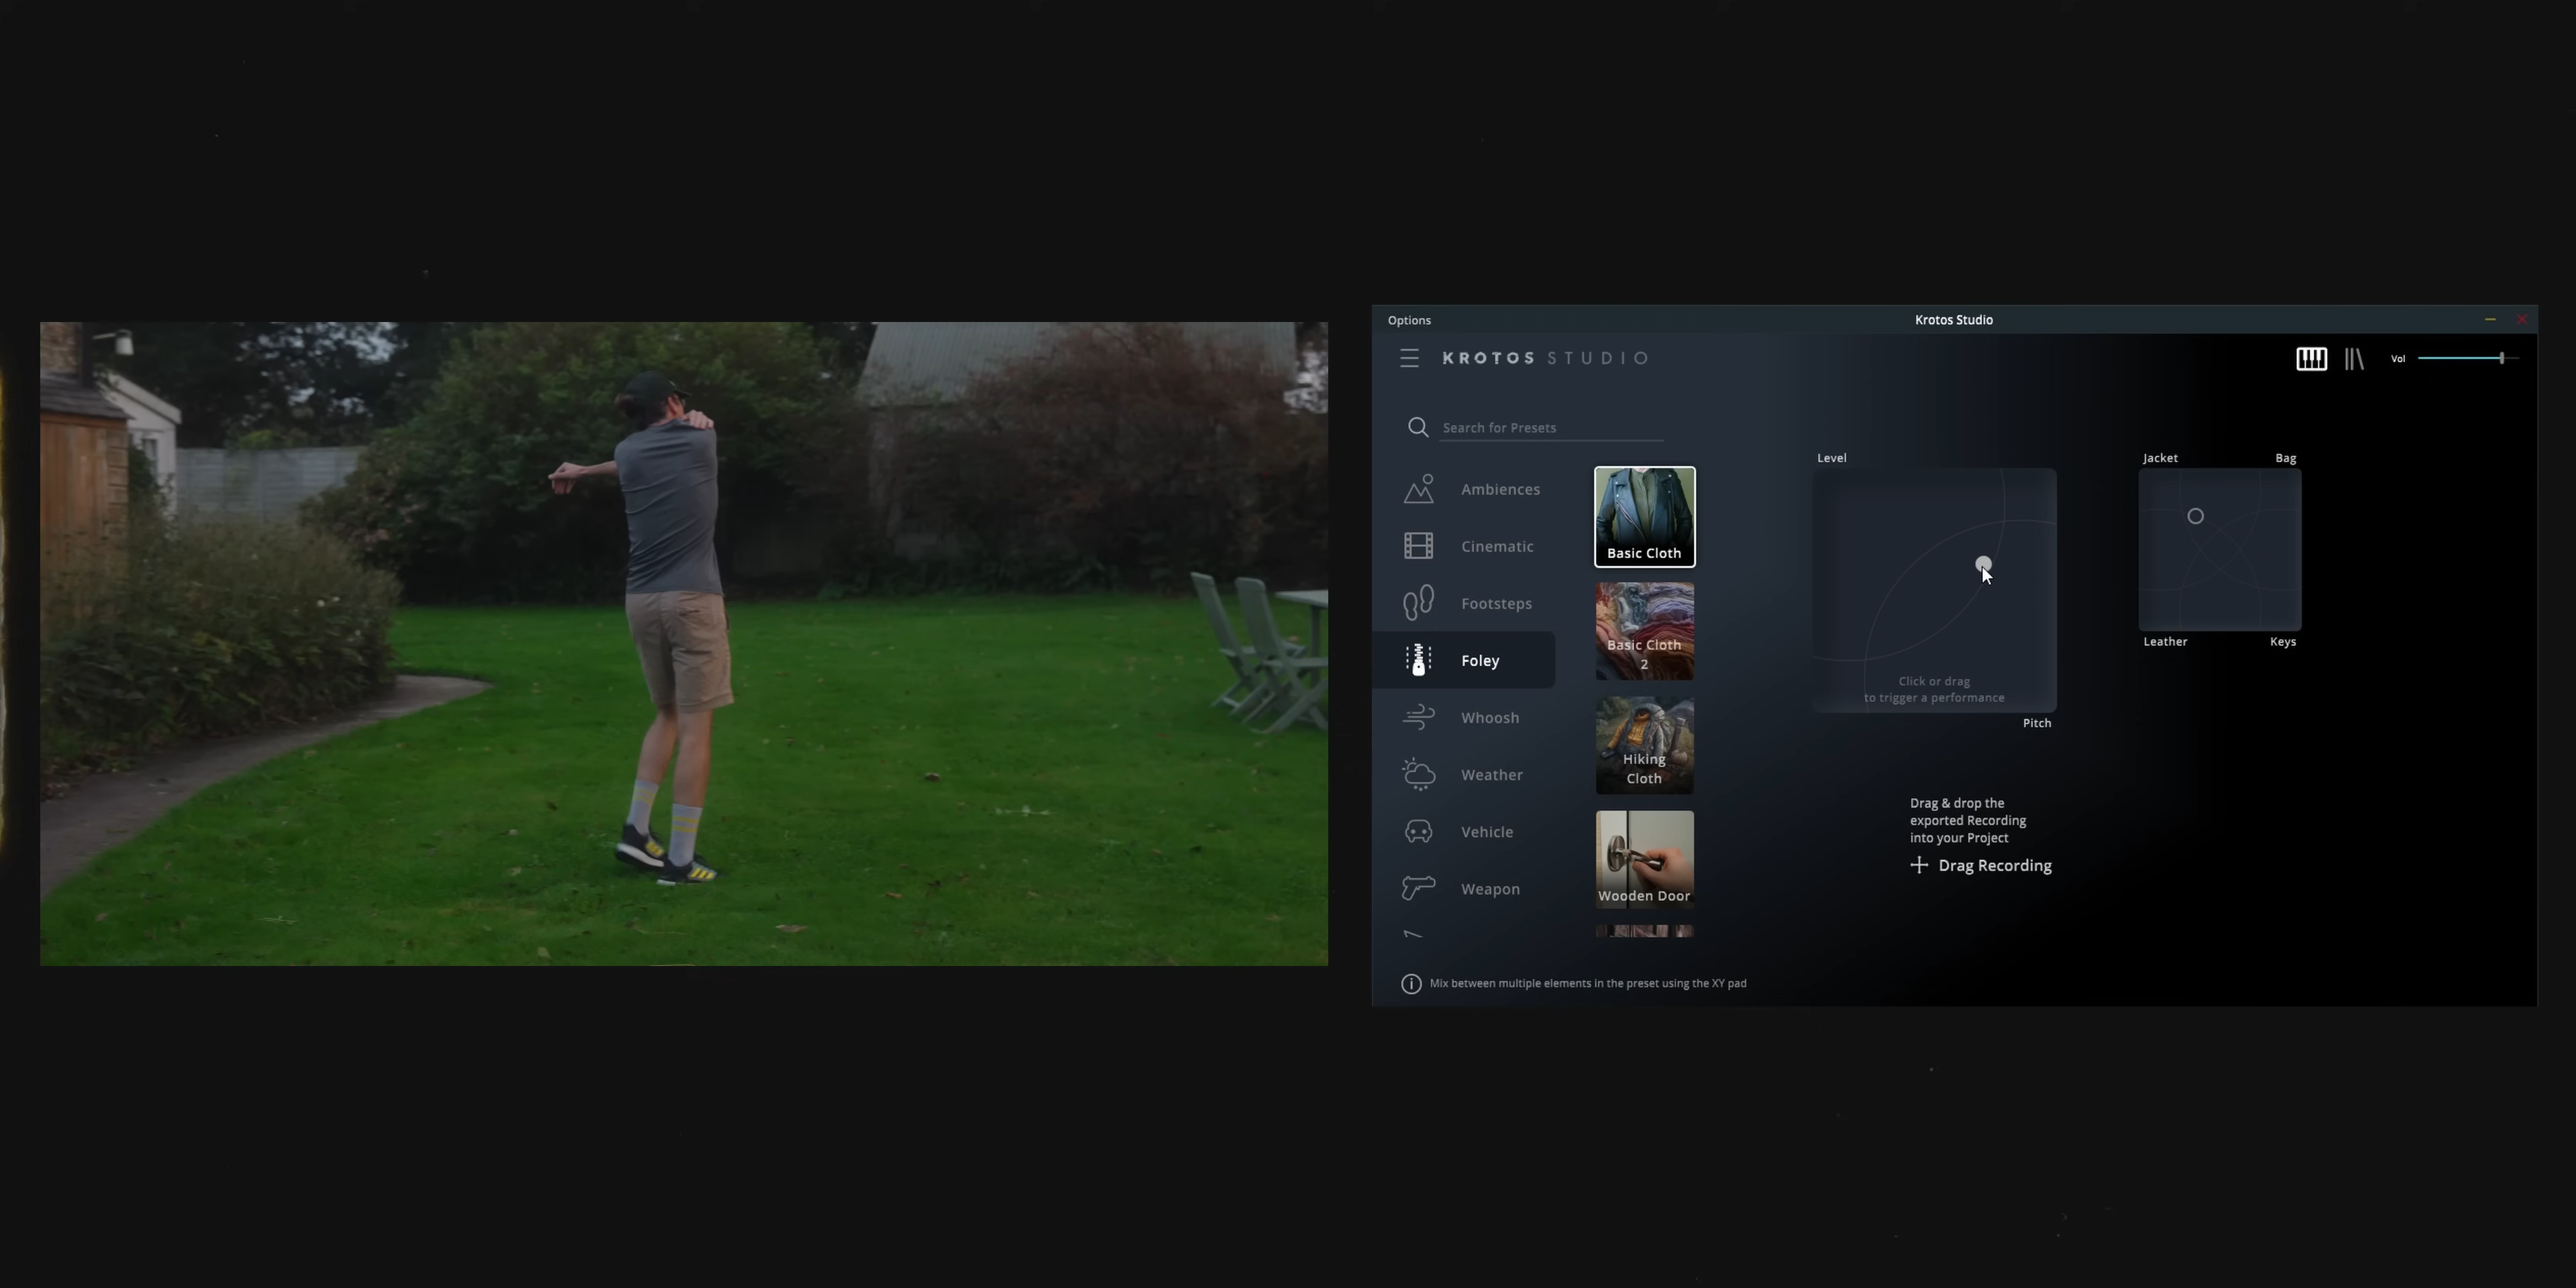 Options
Krotos Studio
KROTOS STUDIO
Vol
Search for Presets
Ambiences
Cinematic
Footsteps
Foley
Whoosh
Weather
Vehicle
Weapon
Basic Cloth
Basic Cloth
2
Hiking
Cloth
Wooden Door
Level
Click or drag
to trigger a performance
Pitch
Jacket
Bag
Leather
Keys
Drag & drop the
exported Recording
into your Project
Drag Recording
Mix between multiple elements in the preset using the XY pad